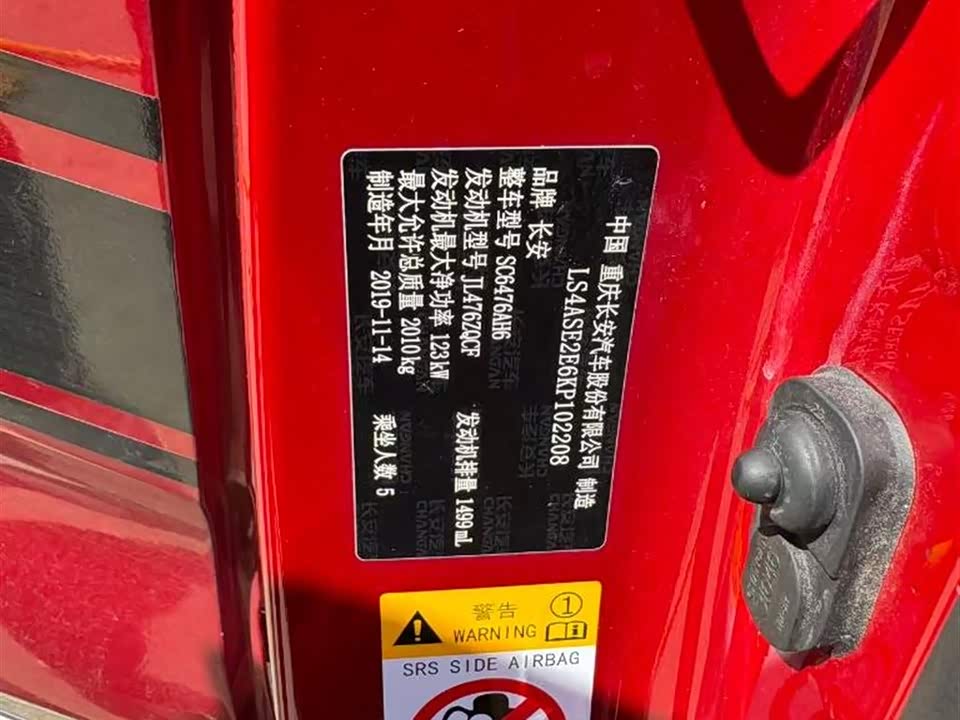 中国 重庆长安汽车股份有限公司 制造
LS4ASE2E6KP102208
品牌 长安
整车型号 SC6476AH6
发动机型号 JL476ZQCF 发动机排量 1499mL
发动机最大净功率 123kW
最大允许总质量 2010kg
制造年月 2019-11-14 乘坐人数 5
警告 1
WARNING
SRS SIDE AIRBAG